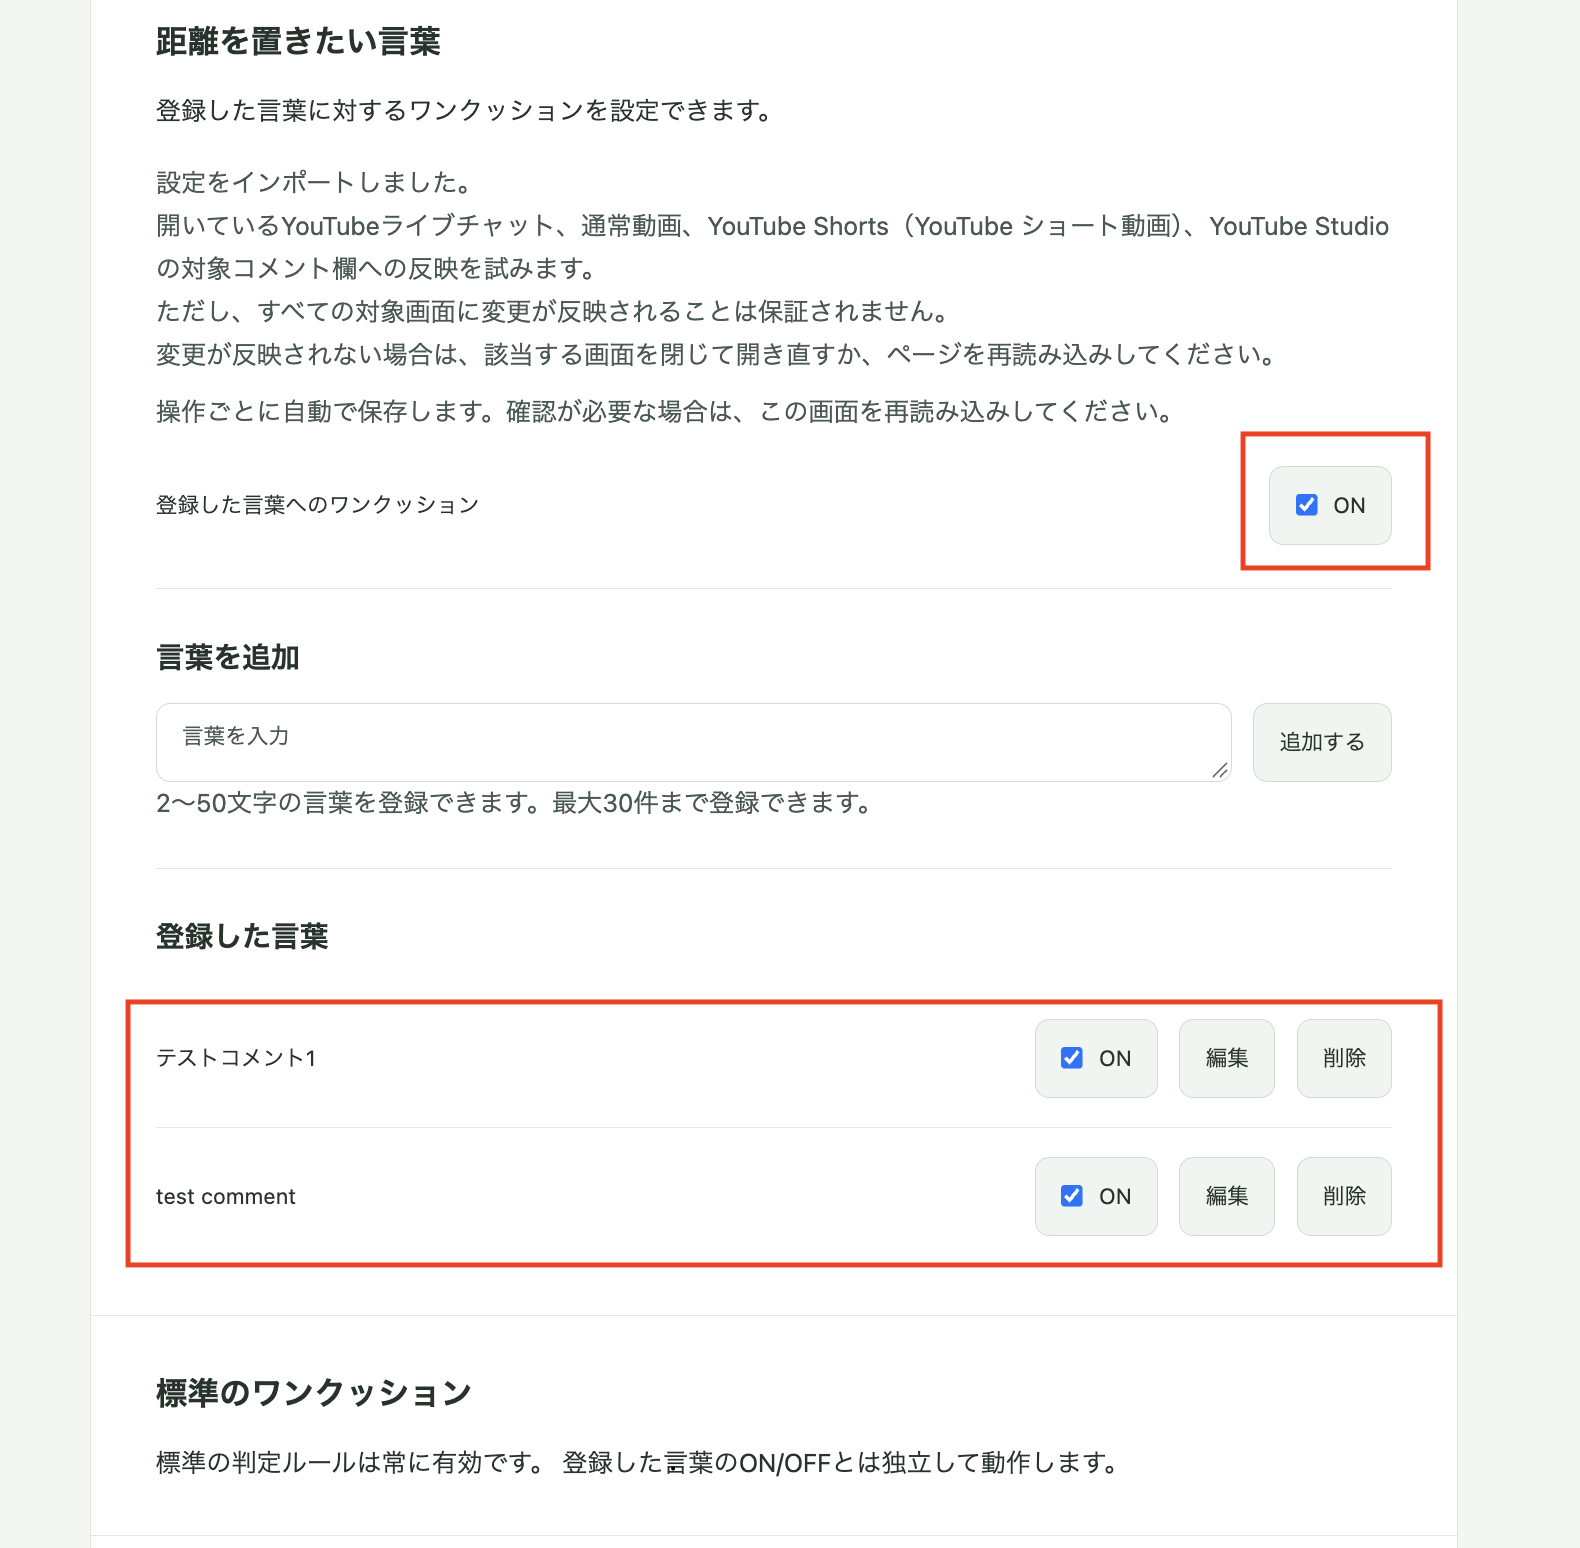 距離を置きたい言葉
登録した言葉に対するワンクッションを設定できます。
設定をインポートしました。
開いているYouTubeライブチャット、通常動画、YouTube Shorts（YouTube ショート動画）、YouTube Studio
の対象コメント欄への反映を試みます。
ただし、すべての対象画面に変更が反映されることは保証されません。
変更が反映されない場合は、該当する画面を閉じて開き直すか、ページを再読み込みしてください。
操作ごとに自動で保存します。確認が必要な場合は、この画面を再読み込みしてください。
登録した言葉へのワンクッション ON
言葉を追加
言葉を入力 追加する
2〜50文字の言葉を登録できます。最大30件まで登録できます。
登録した言葉
テストコメント1 ON 編集 削除
test comment ON 編集 削除
標準のワンクッション
標準の判定ルールは常に有効です。 登録した言葉のON/OFFとは独立して動作します。